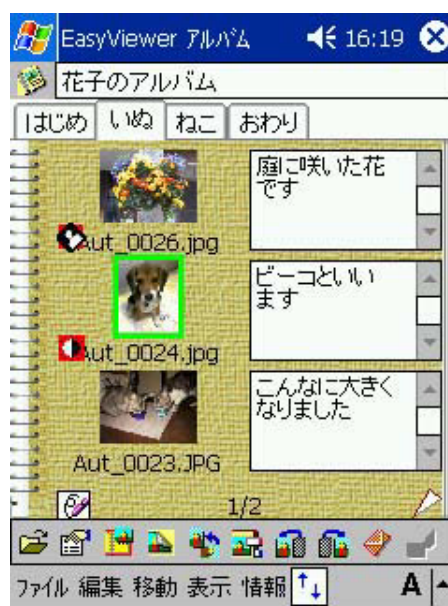 EasyViewer アルバム 16:19
花子のアルバム
はじめ いぬ ねこ おわり
庭に咲いた花
です
Aut_0026.jpg
ビーコといい
ます
Aut_0024.jpg
こんなに大きく
なりました
Aut_0023.JPG
1/2
ファイル 編集 移動 表示 情報 A